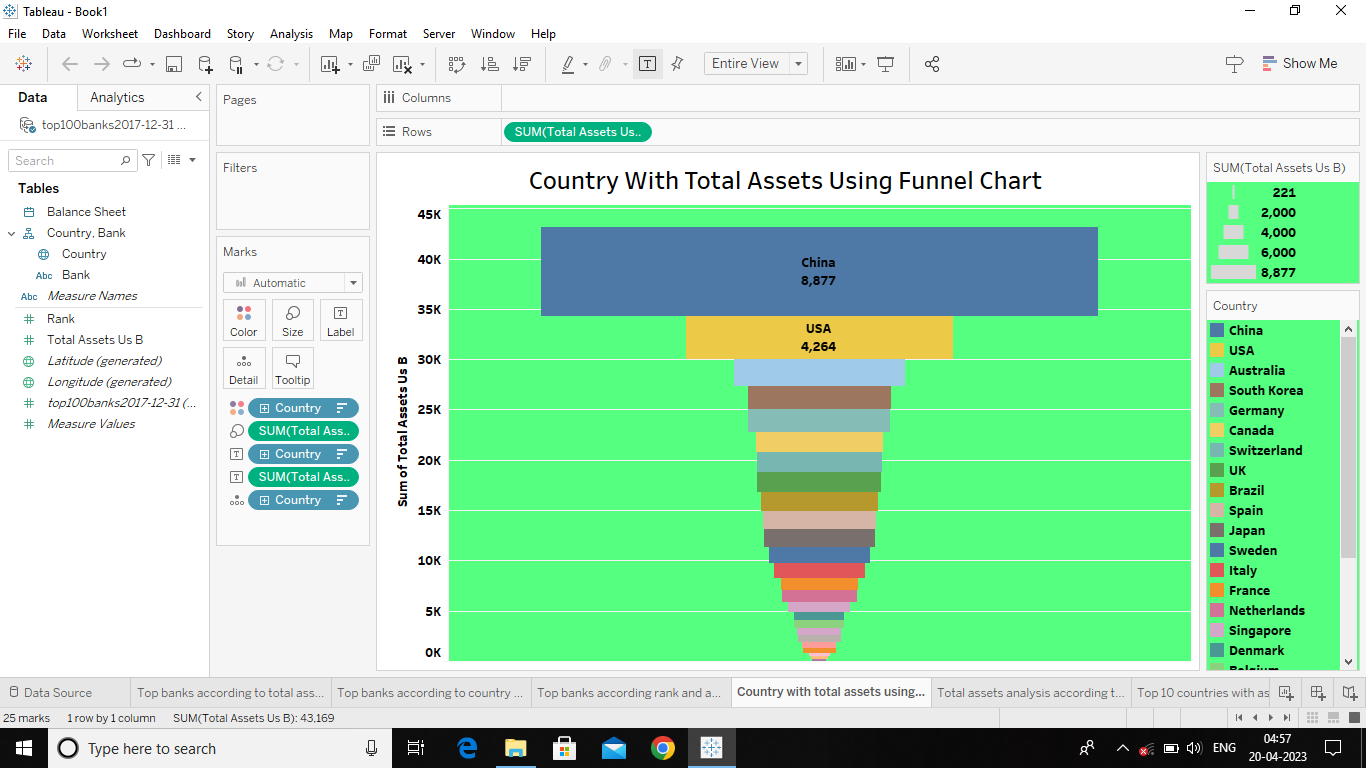 Tableau - Book1
File Data Worksheet Dashboard Story Analysis Map Format Server Window Help
Entire View
Show Me
Data
Analytics
top100banks2017-12-31 ...
Search
Tables
Balance Sheet
Country, Bank
Country
Abc Bank
Abc Measure Names
Rank
Total Assets Us B
Latitude (generated)
Longitude (generated)
top100banks2017-12-31 (...
Measure Values
Pages
Filters
Marks
Automatic
Color
Size
Label
Detail
Tooltip
Country
SUM(Total Ass..
Country
SUM(Total Ass..
Country
Columns
Rows
SUM(Total Assets Us..
Country With Total Assets Using Funnel Chart
Sum of Total Assets Us B
45K
40K
35K
30K
25K
20K
15K
10K
5K
0K
China
8,877
USA
4,264
SUM(Total Assets Us B)
221
2,000
4,000
6,000
8,877
Country
China
USA
Australia
South Korea
Germany
Canada
Switzerland
UK
Brazil
Spain
Japan
Sweden
Italy
France
Netherlands
Singapore
Denmark
Belgium
Data Source
Top banks according to total ass...
Top banks according to country ...
Top banks according rank and a...
Country with total assets using...
Total assets analysis according t...
Top 10 countries with as
25 marks
1 row by 1 column
SUM(Total Assets Us B): 43,169
Type here to search
ENG
04:57
20-04-2023